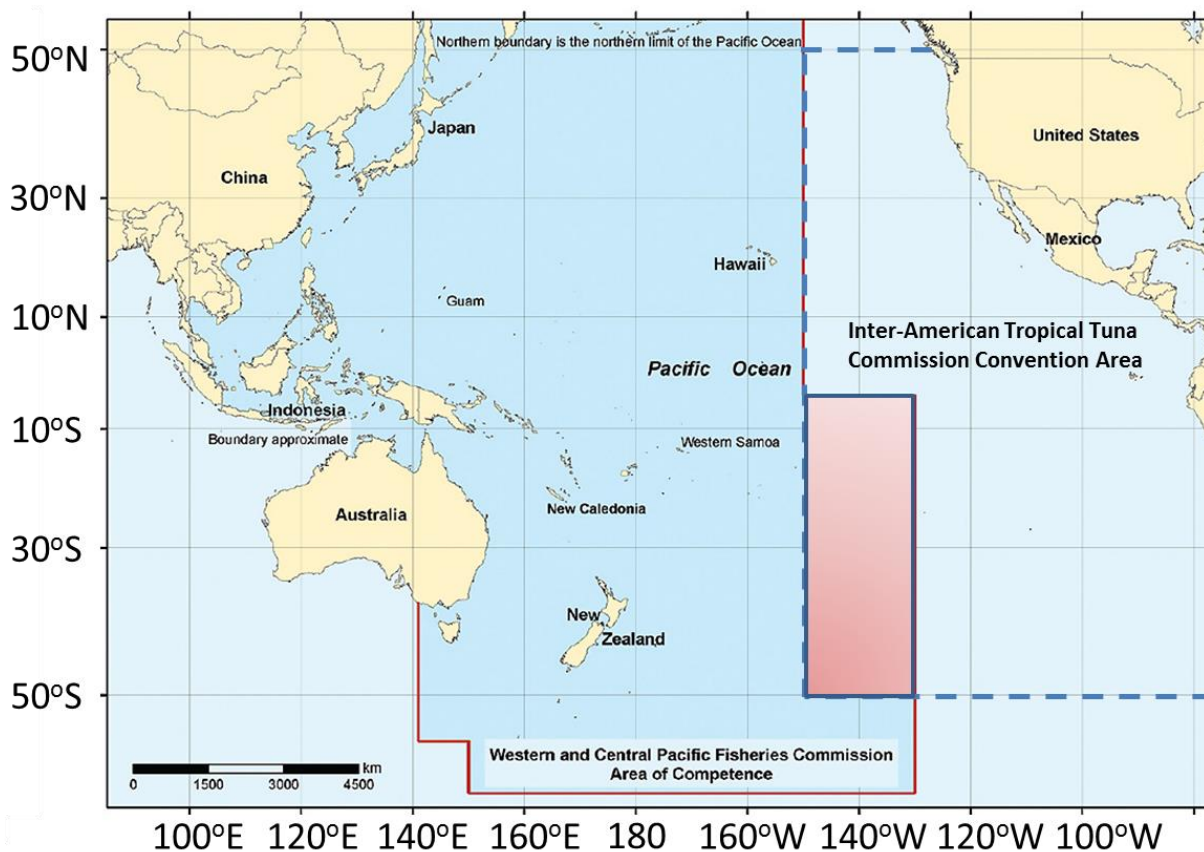 50°N
30°N
10°N
10°S
30°S
50°S
Northern boundary is the northern limit of the Pacific Ocean
Japan
China
United States
Mexico
Hawaii
Guam
Inter-American Tropical Tuna
Commission Convention Area
Pacific Ocean
Indonesia
Boundary approximate
Western Samoa
New Caledonia
Australia
New
Zealand
Western and Central Pacific Fisheries Commission
Area of Competence
km
0 1500 3000 4500
100°E 120°E 140°E 160°E 180 160°W 140°W 120°W 100°W